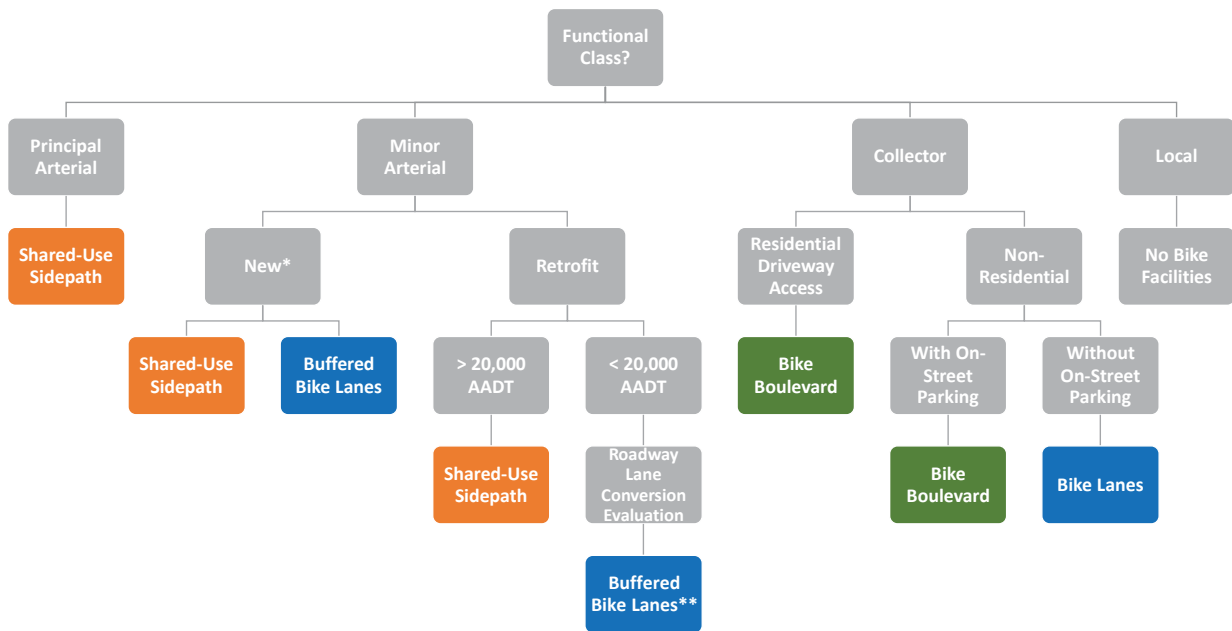 Functional
Class?
Principal
Arterial
Minor
Arterial
Collector
Local
Shared-Use
Sidepath
New*
Retrofit
Residential
Driveway
Access
Non-
Residential
No Bike
Facilities
Shared-Use
Sidepath
Buffered
Bike Lanes
> 20,000
AADT
< 20,000
AADT
Bike
Boulevard
With On-
Street
Parking
Without
On-Street
Parking
Shared-Use
Sidepath
Roadway
Lane
Conversion
Evaluation
Bike
Boulevard
Bike Lanes
Buffered
Bike Lanes**